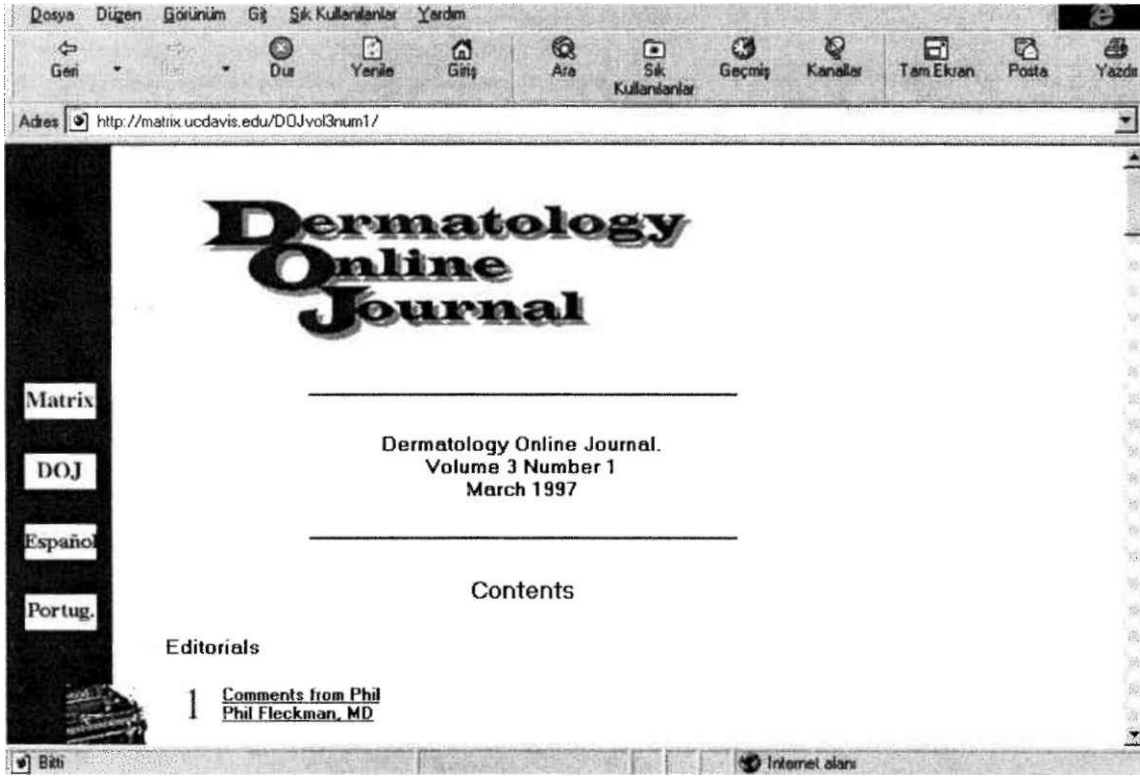 Dosya Düzen Görünüm Git Sık Kullanılanlar Yardım
Geri İleri Dur Yenile Giriş Ara Sık Kullanılanlar Geçmiş Kanallar Tam Ekran Posta Yazdır
Adres http://matrix.ucdavis.edu/DOJvol3num1/
Dermatology
Online
Journal
Matrix
DOJ
Español
Portug.
Dermatology Online Journal.
Volume 3 Number 1
March 1997
Contents
Editorials
1 Comments from Phil
Phil Fleckman, MD
Bitti Internet alanı